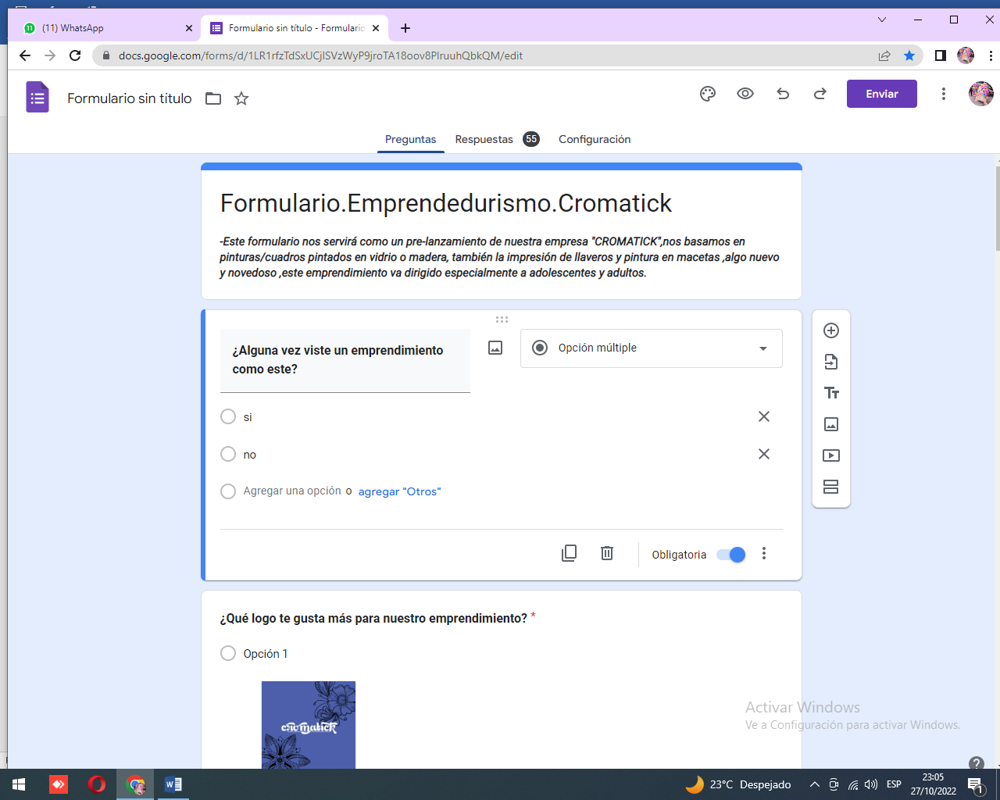 (11) WhatsApp
Formulario sin título - Formulario
docs.google.com/forms/d/1LR1rfzTdSxUCjlSVzWyP9jroTA18oov8PlruuhQbkQM/edit
Formulario sin título
Enviar
Preguntas
Respuestas 55
Configuración
Formulario.Emprendedurismo.Cromatick
-Este formulario nos servirá como un pre-lanzamiento de nuestra empresa "CROMATICK",nos basamos en
pinturas/cuadros pintados en vidrio o madera, también la impresión de llaveros y pintura en macetas ,algo nuevo
y novedoso ,este emprendimiento va dirigido especialmente a adolescentes y adultos.
¿Alguna vez viste un emprendimiento
como este?
Opción múltiple
si
no
Agregar una opción o agregar "Otros"
Obligatoria
¿Qué logo te gusta más para nuestro emprendimiento? *
Opción 1
cromatick
Activar Windows
Ve a Configuración para activar Windows.
23°C Despejado
ESP
23:05
27/10/2022
1